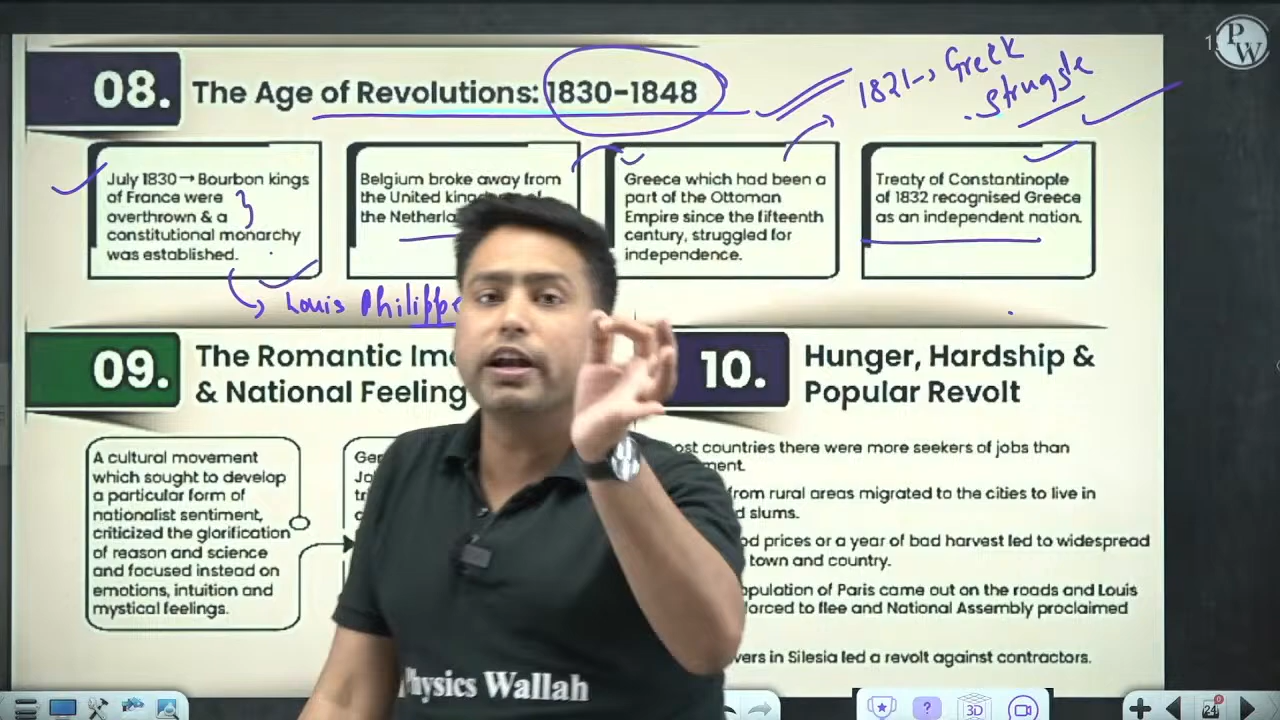 PW
08.
The Age of Revolutions: 1830-1848
1821→ Greek
struggle
July 1830→Bourbon kings
of France were
overthrown & a
constitutional monarchy
was established.
Louis Philippe
Belgium broke away from
the United
the
Greece which had been a
part of the Ottoman
Empire since the fifteenth
century, struggled for
independence.
Treaty of Constantinople
of 1832 recognised Greece
as an independent nation.
09.
The Romantic
& National Feeling
A cultural movement
which sought to develop
a particular form of
nationalist sentiment,
criticized the glorification
of reason and science
and focused instead on
emotions, intuition and
mystical feelings.
10.
Hunger, Hardship &
Popular Revolt
countries there were more seekers of jobs than
from rural areas migrated to the cities to live in
slums.
prices or a year of bad harvest led to widespread
town and country.
population of Paris came out on the roads and Louis
forced to flee and National Assembly proclaimed
in Silesia led a revolt against contractors.
Physics Wallah
3D
24